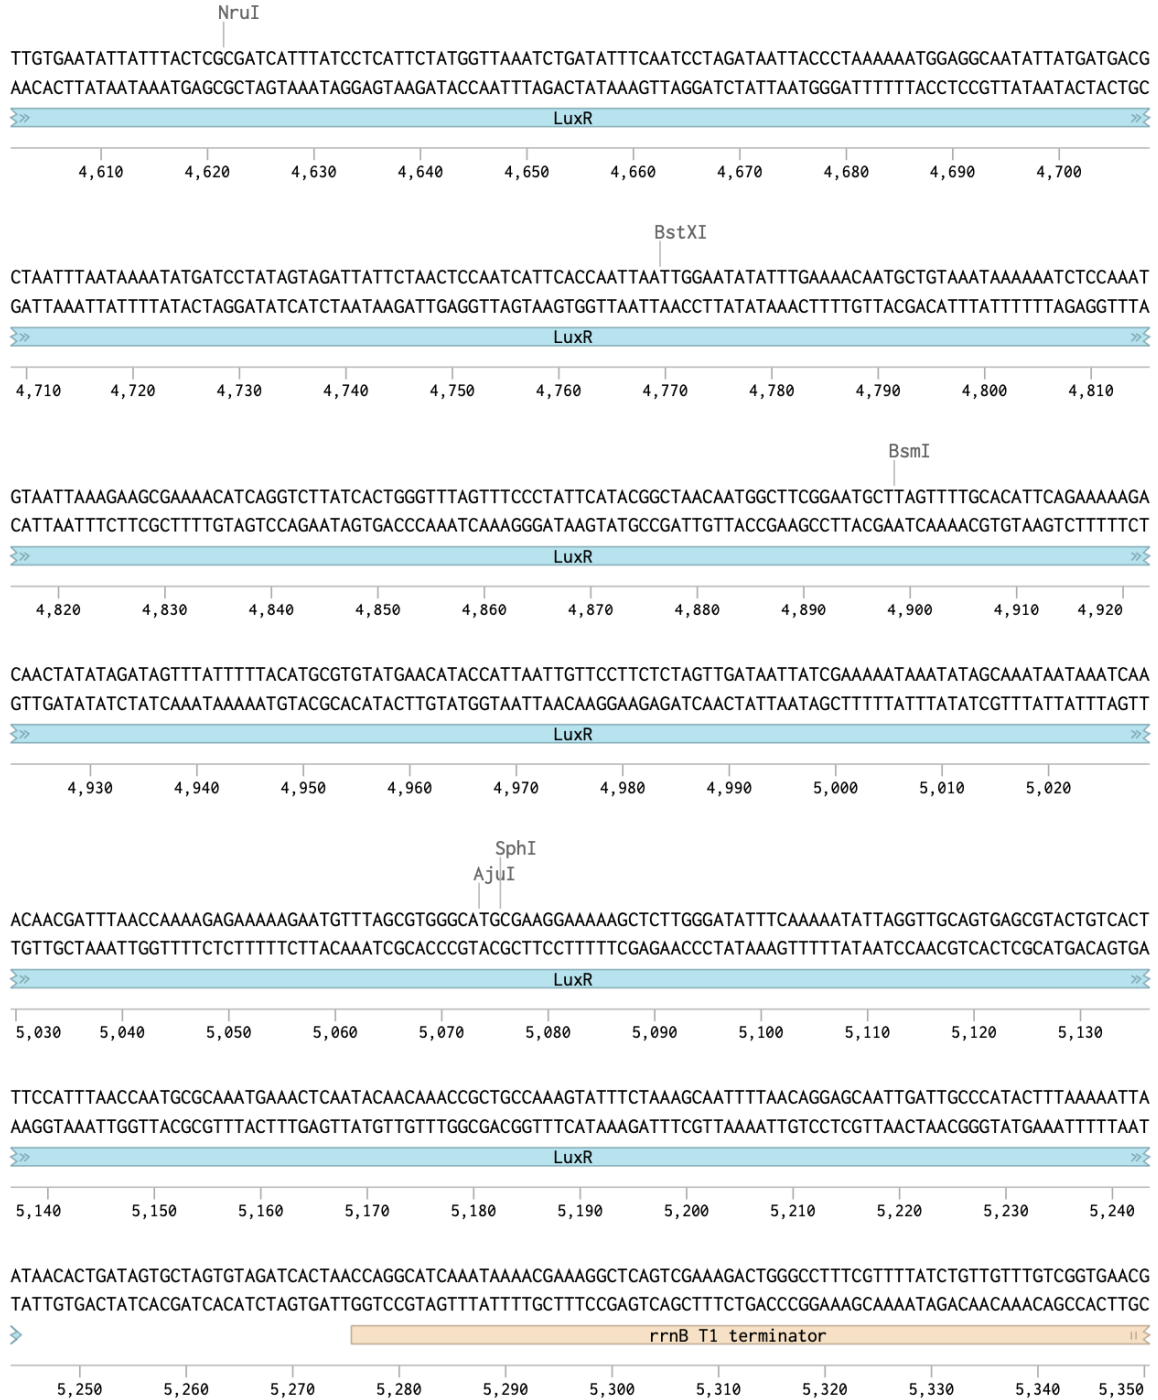 NruI
TTGTGAATATTATTTACTCGCGATCATTTATCCTCATTCTATGGTTAAATCTGATATTTCAATCCTAGATAATTACCCTAAAAAATGGAGGCAATATTATGATGACG
AACACTTATAATAAATGAGCGCTAGTAAATAGGAGTAAGATACCAATTTAGACTATAAAGTTAGGATCTATTAATGGGATTTTTTACCTCCGTTATAATACTACTGC
LuxR
4,610 4,620 4,630 4,640 4,650 4,660 4,670 4,680 4,690 4,700
BstXI
CTAATTTAATAAAATATGATCCTATAGTAGATTATTCTAACTCCAATCATTCACCAATTAATTGGAATATATTTGAAAACAATGCTGTAAATAAAAAATCTCCAAAT
GATTAAATTATTTTATACTAGGATATCATCTAATAAGATTGAGGTTAGTAAGTGGTTAATTAACCTTATATAAACTTTTGTTACGACATTTATTTTTTAGAGGTTTA
LuxR
4,710 4,720 4,730 4,740 4,750 4,760 4,770 4,780 4,790 4,800 4,810
BsmI
GTAATTAAAGAAGCGAAAACATCAGGTCTTATCACTGGGTTTAGTTTCCCTATTCATACGGCTAACAATGGCTTCGGAATGCTTAGTTTTGCACATTCAGAAAAAGA
CATTAATTTCTTCGCTTTTGTAGTCCAGAATAGTGACCCAAATCAAAGGGATAAGTATGCCGATTGTTACCGAAGCCTTACGAATCAAAACGTGTAAGTCTTTTTCT
LuxR
4,820 4,830 4,840 4,850 4,860 4,870 4,880 4,890 4,900 4,910 4,920
CAACTATATAGATAGTTTATTTTTACATGCGTGTATGAACATACCATTAATTGTTCCTTCTCTAGTTGATAATTATCGAAAAATAAATATAGCAAATAATAAATCAA
GTTGATATATCTATCAAATAAAAATGTACGCACATACTTGTATGGTAATTAACAAGGAAGAGATCAACTATTAATAGCTTTTTATTTATATCGTTTATTATTTAGTT
LuxR
4,930 4,940 4,950 4,960 4,970 4,980 4,990 5,000 5,010 5,020
SphI
AjuI
ACAACGATTTAACCAAAAGAGAAAAAGAATGTTTAGCGTGGGCATGCGAAGGAAAAAGCTCTTGGGATATTTCAAAAATATTAGGTTGCAGTGAGCGTACTGTCACT
TGTTGCTAAATTGGTTTTCTCTTTTTCTTACAAATCGCACCCGTACGCTTCCTTTTTCGAGAACCCTATAAAGTTTTTATAATCCAACGTCACTCGCATGACAGTGA
LuxR
5,030 5,040 5,050 5,060 5,070 5,080 5,090 5,100 5,110 5,120 5,130
TTCCATTTAACCAATGCGCAAATGAAACTCAATACAACAAACCGCTGCCAAAGTATTTCTAAAGCAATTTTAACAGGAGCAATTGATTGCCCATACTTTAAAAATTA
AAGGTAAATTGGTTACGCGTTTACTTTGAGTTATGTTGTTTGGCGACGGTTTCATAAAGATTTCGTTAAAATTGTCCTCGTTAACTAACGGGTATGAAATTTTTAAT
LuxR
5,140 5,150 5,160 5,170 5,180 5,190 5,200 5,210 5,220 5,230 5,240
ATAACACTGATAGTGCTAGTGTAGATCACTAACCAGGCATCAAATAAAACGAAAGGCTCAGTCGAAAGACTGGGCCTTTCGTTTTATCTGTTGTTTGTCGGTGAACG
TATTGTGACTATCACGATCACATCTAGTGATTGGTCCGTAGTTTATTTTGCTTTCCGAGTCAGCTTTCTGACCCGGAAAGCAAAATAGACAACAAACAGCCACTTGC
rrnB T1 terminator
5,250 5,260 5,270 5,280 5,290 5,300 5,310 5,320 5,330 5,340 5,350